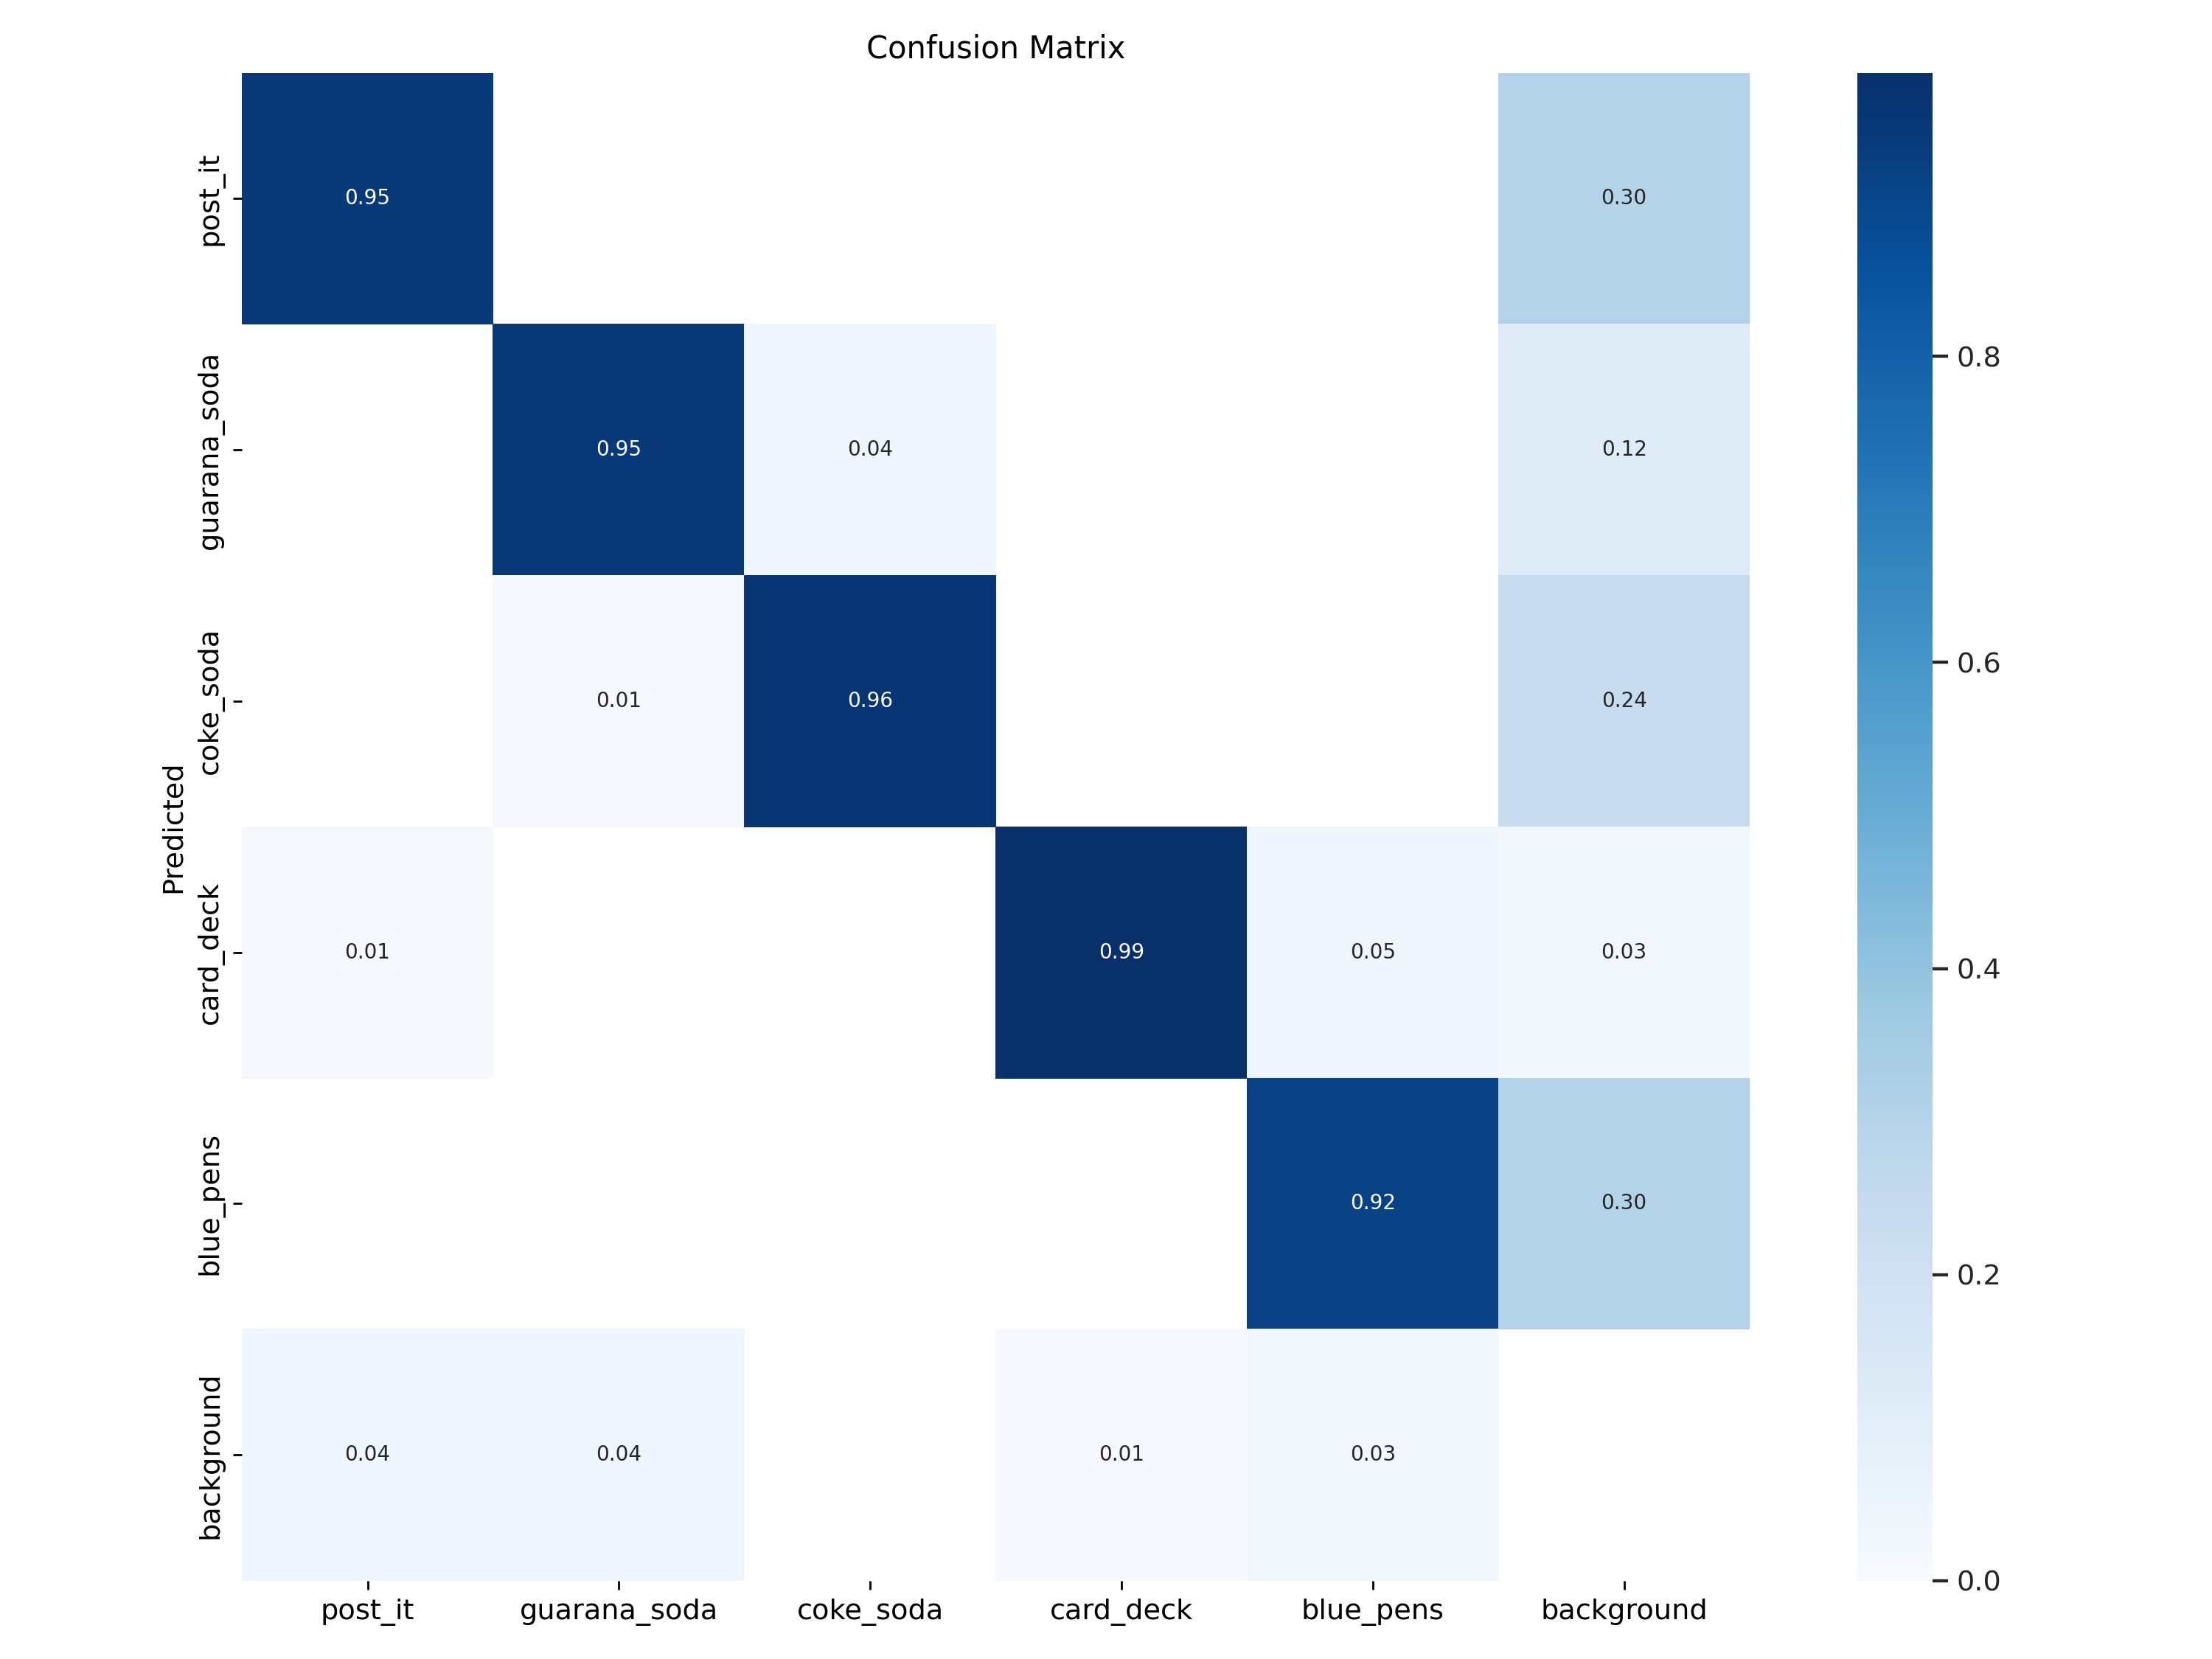 Confusion Matrix
Predicted
post_it
0.95
0.30
guarana_soda
0.95
0.04
0.12
0.8
coke_soda
0.01
0.96
0.24
0.6
card_deck
0.01
0.99
0.05
0.03
0.4
blue_pens
0.92
0.30
0.2
background
0.04
0.04
0.01
0.03
0.0
post_it
guarana_soda
coke_soda
card_deck
blue_pens
background